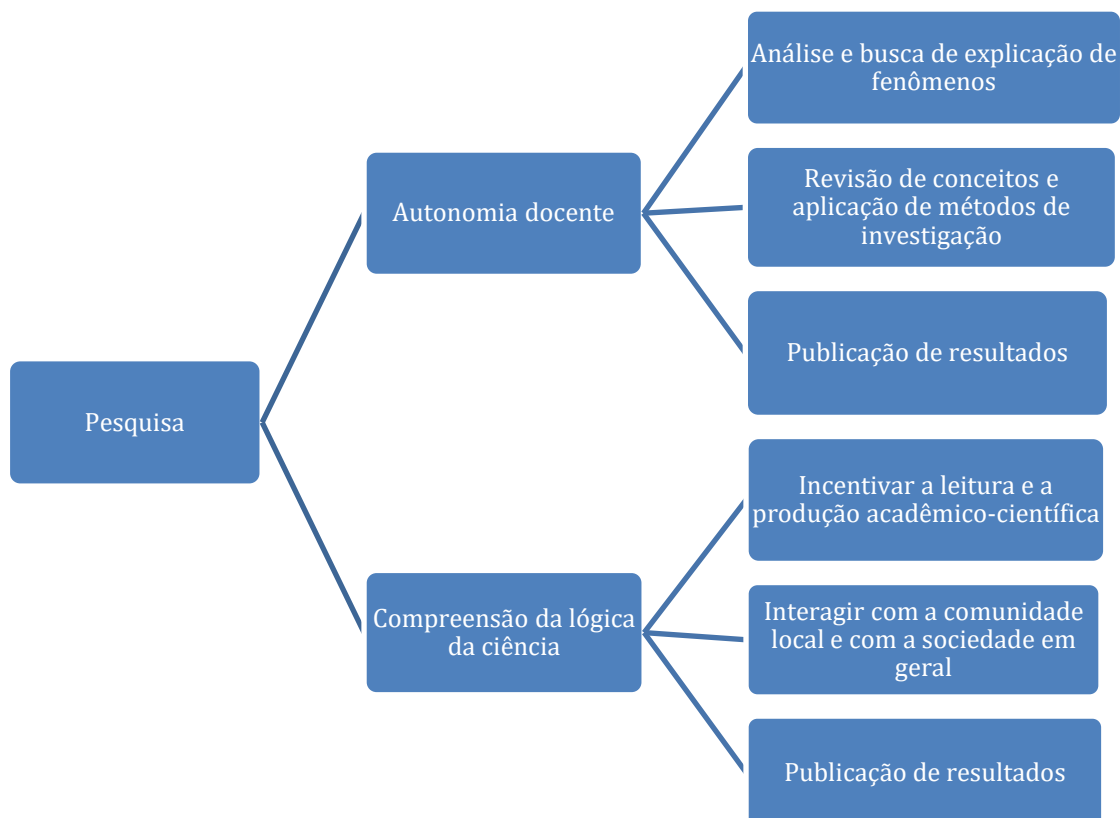 Pesquisa
Autonomia docente
Análise e busca de explicação de
fenômenos
Revisão de conceitos e
aplicação de métodos de
investigação
Publicação de resultados
Compreensão da lógica
da ciência
Incentivar a leitura e a
produção acadêmico-científica
Interagir com a comunidade
local e com a sociedade em
geral
Publicação de resultados